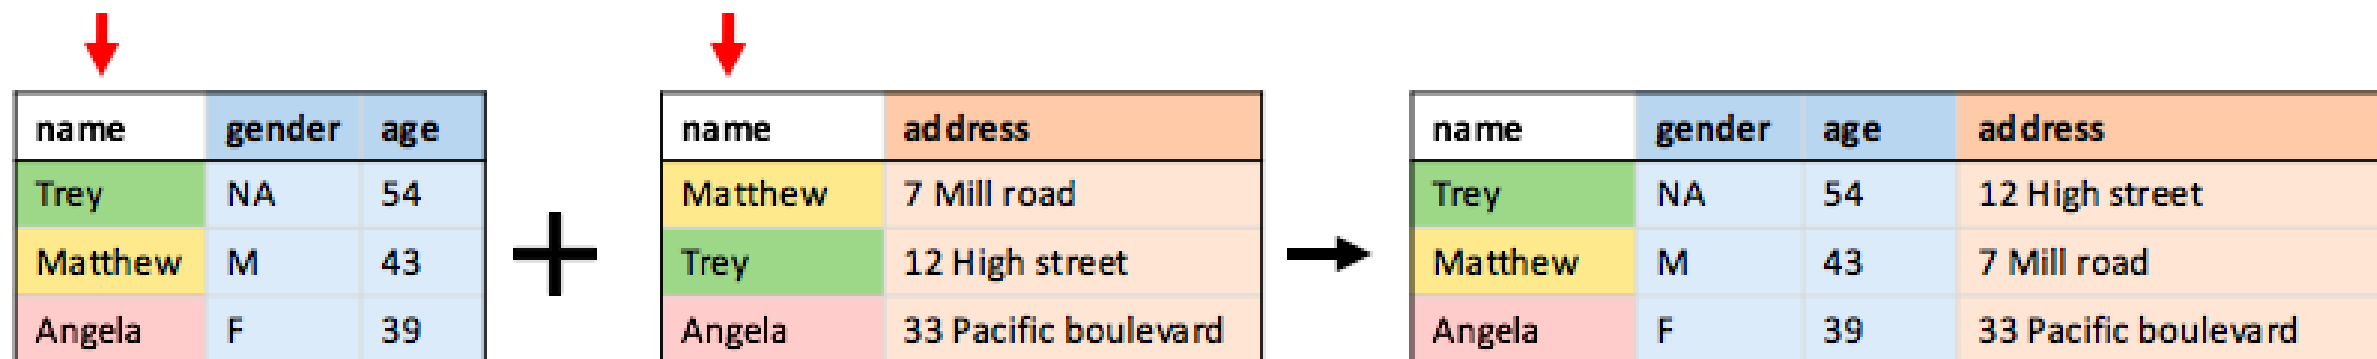 name gender age
Trey NA 54
Matthew M 43
Angela F 39
name address
Matthew 7 Mill road
Trey 12 High street
Angela 33 Pacific boulevard
name gender age address
Trey NA 54 12 High street
Matthew M 43 7 Mill road
Angela F 39 33 Pacific boulevard